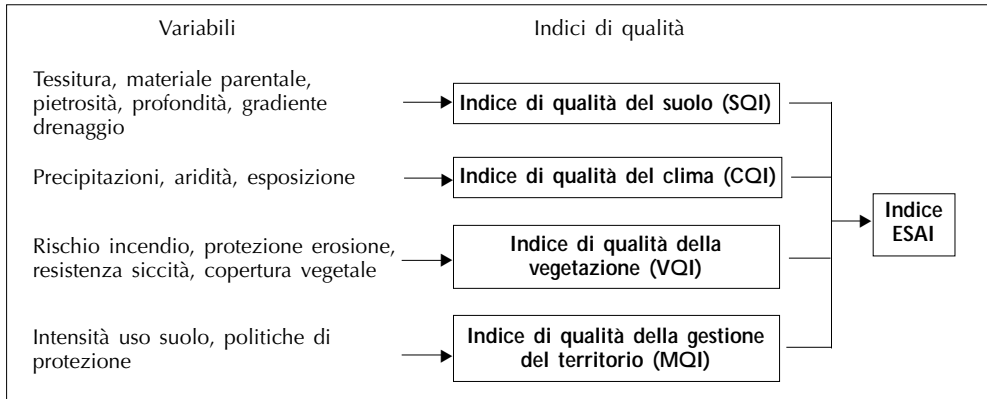 Variabili
Indici di qualità
Tessitura, materiale parentale,
pietrosità, profondità, gradiente
drenaggio
Indice di qualità del suolo (SQI)
Precipitazioni, aridità, esposizione
Indice di qualità del clima (CQI)
Rischio incendio, protezione erosione,
resistenza siccità, copertura vegetale
Indice di qualità della
vegetazione (VQI)
Intensità uso suolo, politiche di
protezione
Indice di qualità della gestione
del territorio (MQI)
Indice
ESAI